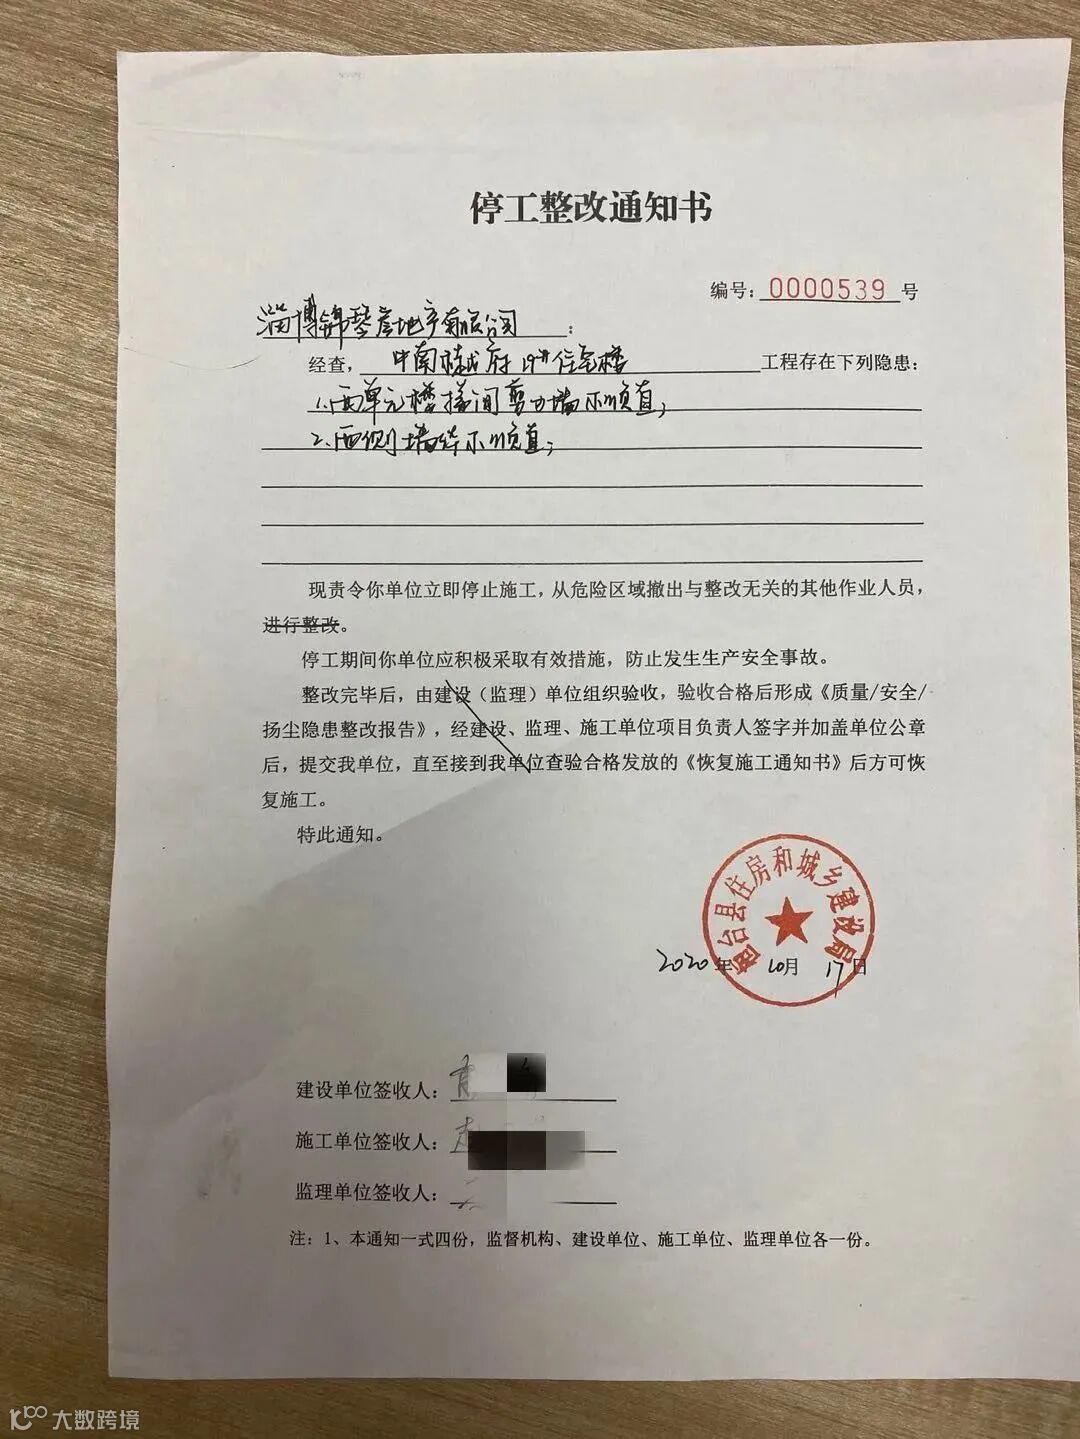 停工整改通知书
编号：0000539号
淄博锦琴房地产有限公司：
经查，中南樾府19#住宅楼工程存在下列隐患：
1.西单元楼梯间剪力墙不顺直；
2.西侧墙体不顺直；
现责令你单位立即停止施工，从危险区域撤出与整改无关的其他作业人员，
进行整改。
停工期间你单位应积极采取有效措施，防止发生生产安全事故。
整改完毕后，由建设（监理）单位组织验收，验收合格后形成《质量/安全/
扬尘隐患整改报告》，经建设、监理、施工单位项目负责人签字并加盖单位公章
后，提交我单位，直至接到我单位查验合格发放的《恢复施工通知书》后方可恢
复施工。
特此通知。
桓台县住房和城乡建设局
2020年10月17日
建设单位签收人：
施工单位签收人：
监理单位签收人：
注：1、本通知一式四份，监督机构、建设单位、施工单位、监理单位各一份。
大数跨境